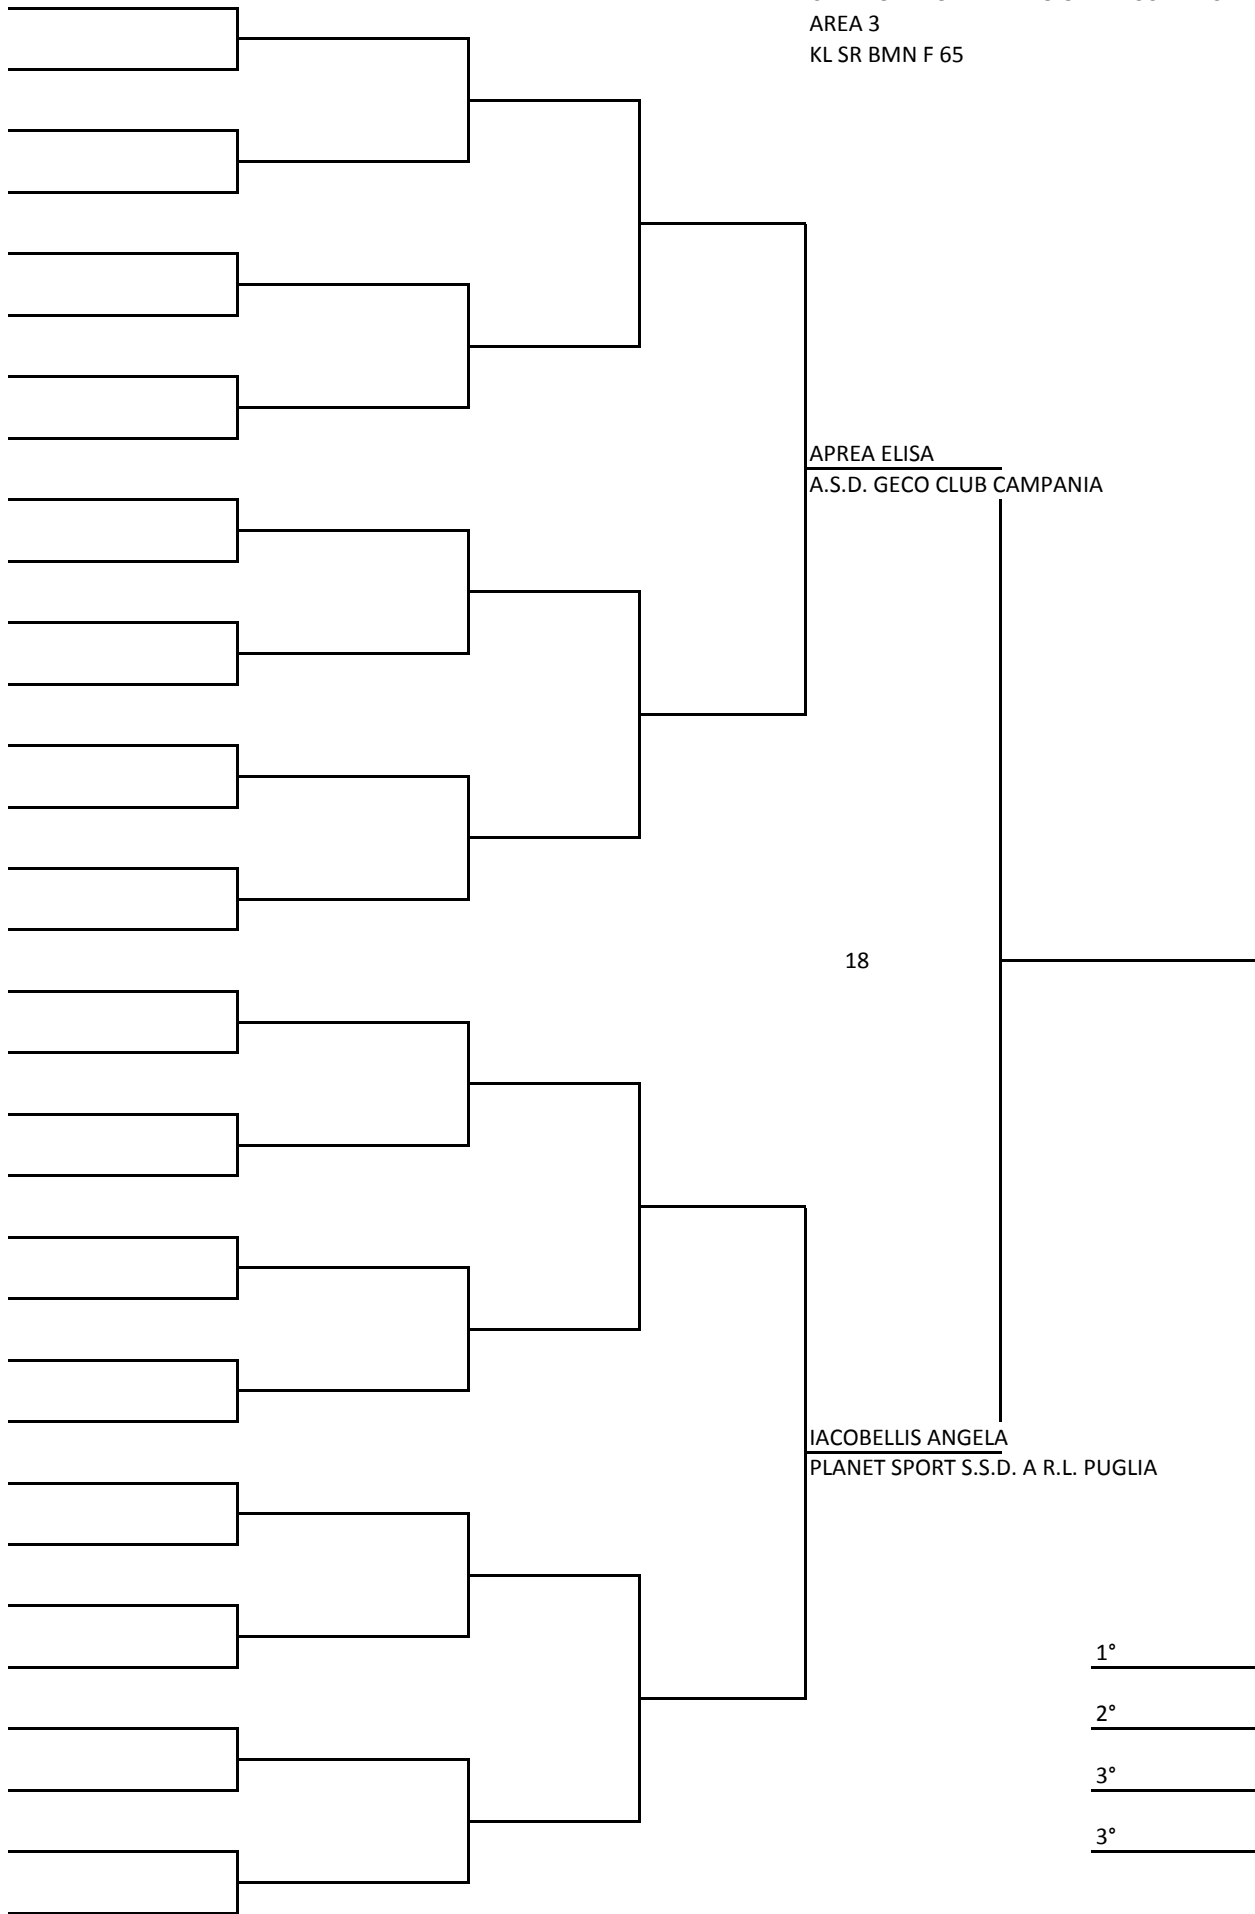 AREA 3
KL SR BMN F 65
APREA ELISA
A.S.D. GECO CLUB CAMPANIA
18
IACOBELLIS ANGELA
PLANET SPORT S.S.D. A R.L. PUGLIA
1°
2°
3°
3°